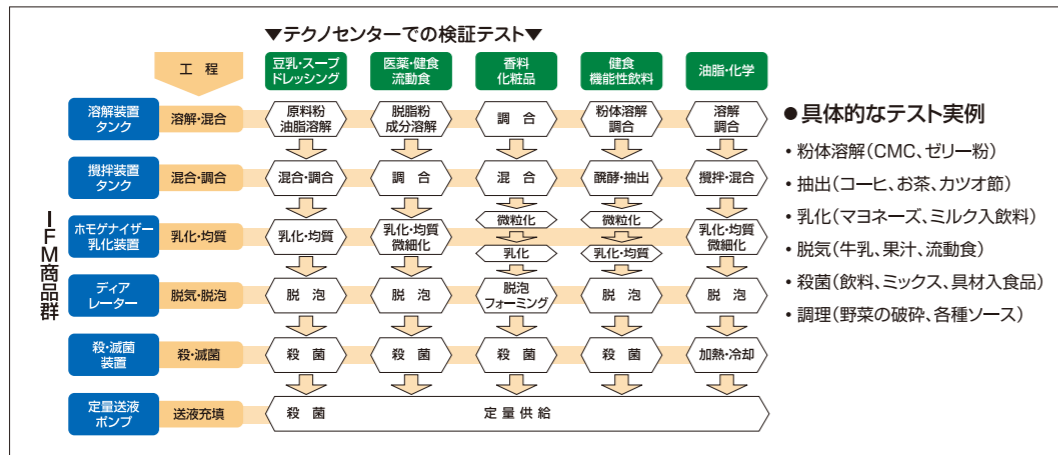 ▼テクノセンターでの検証テスト▼
工 程
豆乳・スープ
ドレッシング
医薬・健食
流動食
香料
化粧品
健食
機能性飲料
油脂・化学
IFM商品群
溶解装置
タンク
溶解・混合
原料粉
油脂溶解
脱脂粉
成分溶解
調 合
粉体溶解
調合
溶解
調合
攪拌装置
タンク
混合・調合
混合・調合
調 合
混 合
醗酵・抽出
攪拌・混合
ホモゲナイザー
乳化装置
乳化・均質
乳化・均質
乳化・均質
微細化
微粒化
乳化
微粒化
乳化・均質
乳化・均質
微細化
ディア
レーター
脱気・脱泡
脱 泡
脱 泡
脱泡
フォーミング
脱 泡
脱 泡
殺・滅菌
装置
殺・滅菌
殺 菌
殺 菌
殺 菌
殺 菌
加熱・冷却
定量送液
ポンプ
送液充填
殺 菌
定 量 供 給
●具体的なテスト実例
・粉体溶解（CMC、ゼリー粉）
・抽出（コーヒ、お茶、カツオ節）
・乳化（マヨネーズ、ミルク入飲料）
・脱気（牛乳、果汁、流動食）
・殺菌（飲料、ミックス、具材入食品）
・調理（野菜の破砕、各種ソース）